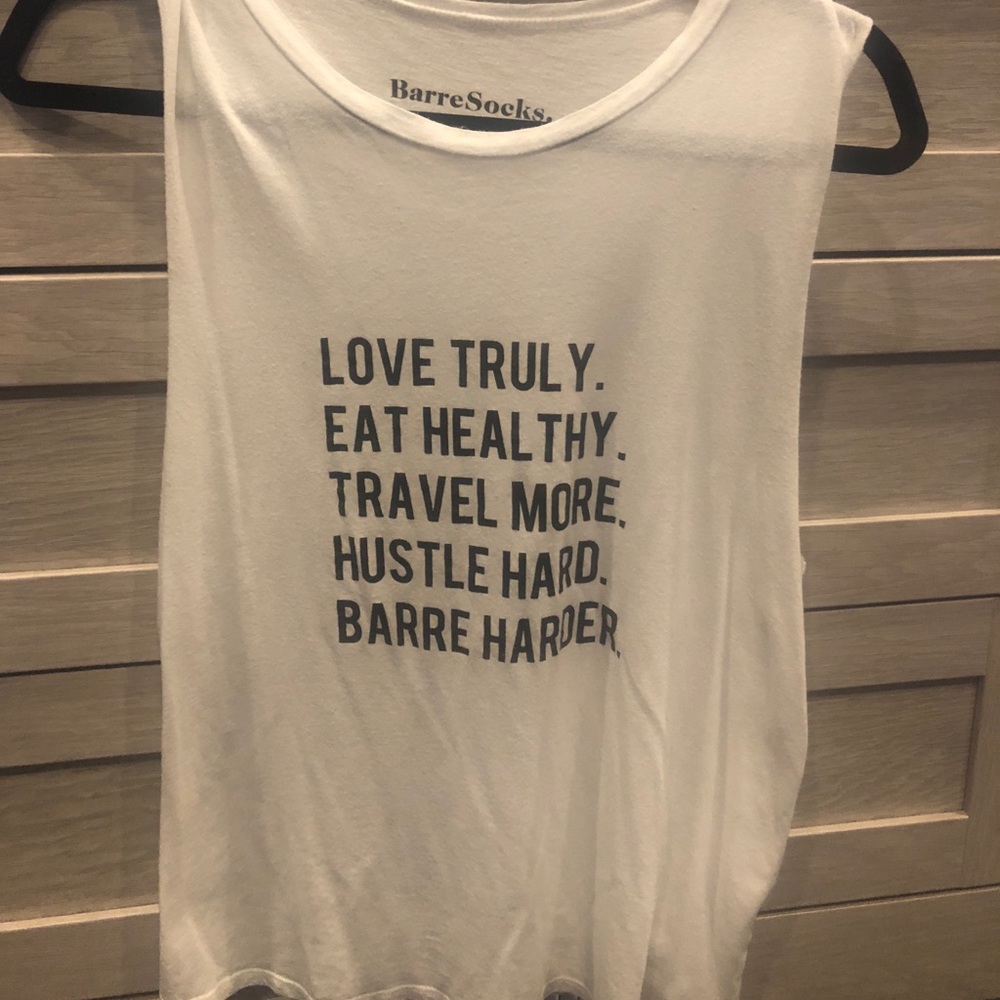 BarreSocks.
LOVE TRULY.
EAT HEALTHY.
TRAVEL MORE.
HUSTLE HARD.
BARRE HARDER.